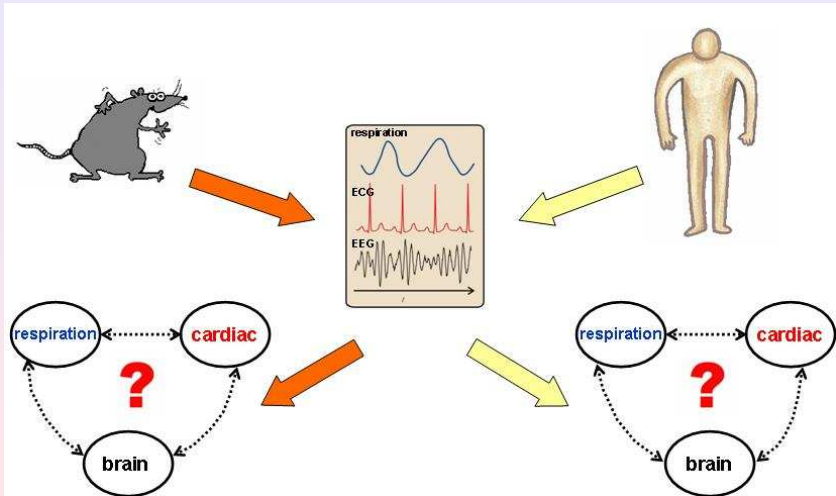 respiration
ECG
EEG
t
respiration
cardiac
?
brain
respiration
cardiac
?
brain